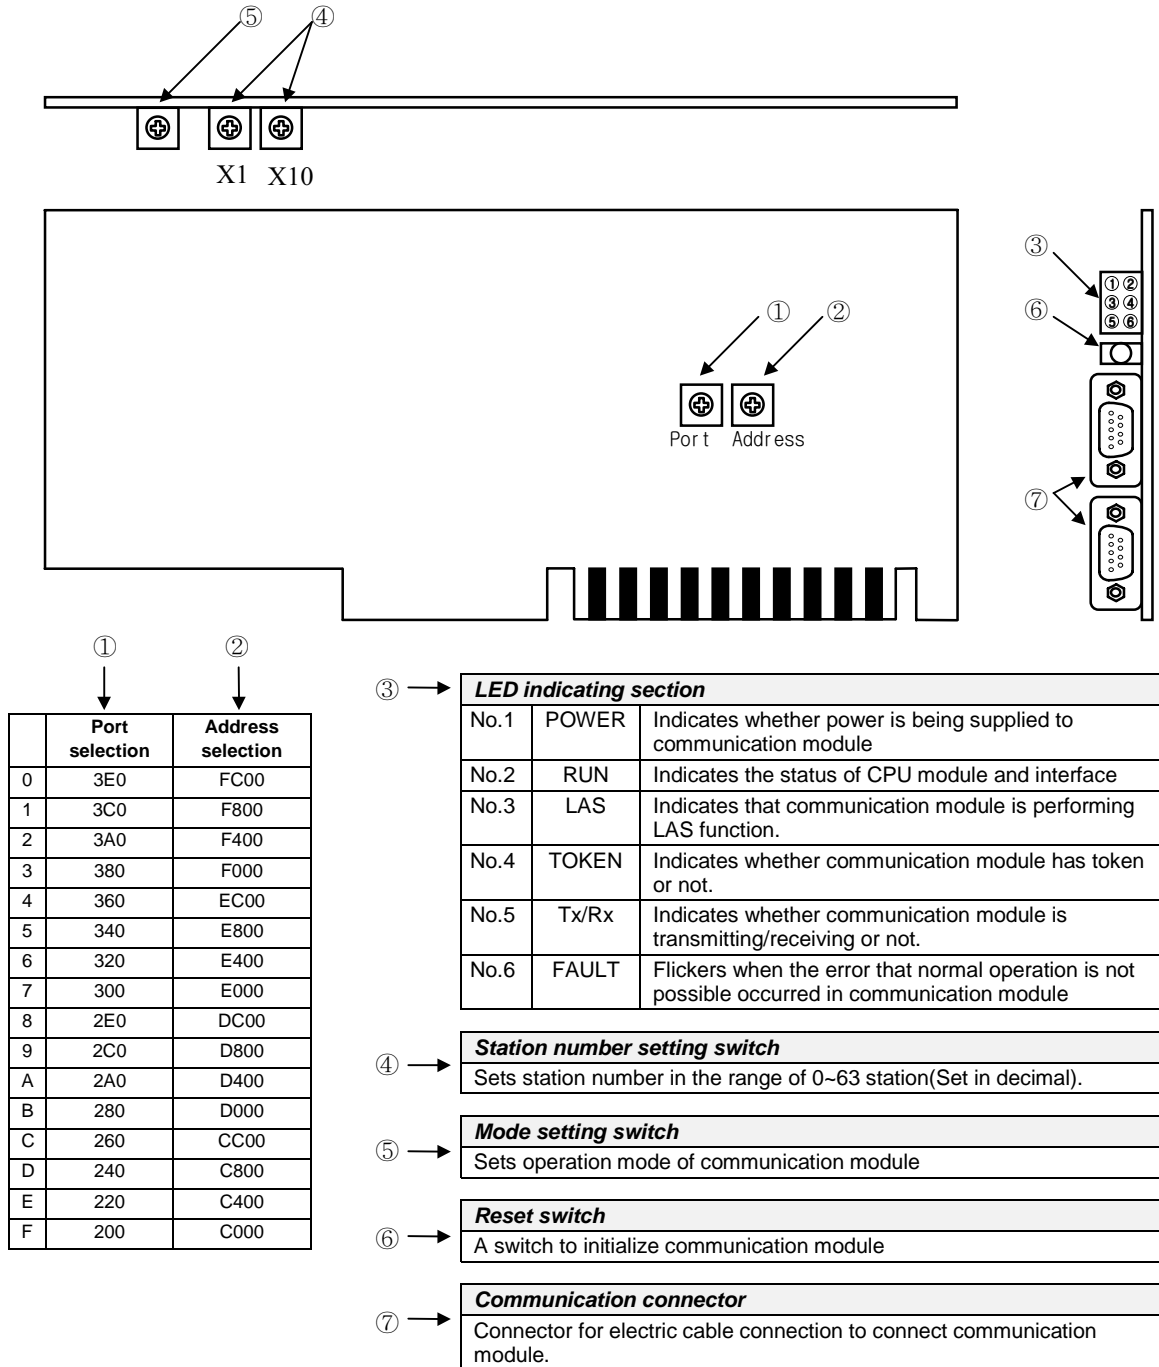 ⑤ ④
X1 X10
① ②
Port Address
③
① ②
③ ④
⑤ ⑥
⑥
⑦
① ②
Port selection Address selection
0 3E0 FC00
1 3C0 F800
2 3A0 F400
3 380 F000
4 360 EC00
5 340 E800
6 320 E400
7 300 E000
8 2E0 DC00
9 2C0 D800
A 2A0 D400
B 280 D000
C 260 CC00
D 240 C800
E 220 C400
F 200 C000
③ LED indicating section
No.1 POWER Indicates whether power is being supplied to
communication module
No.2 RUN Indicates the status of CPU module and interface
No.3 LAS Indicates that communication module is performing
LAS function.
No.4 TOKEN Indicates whether communication module has token
or not.
No.5 Tx/Rx Indicates whether communication module is
transmitting/receiving or not.
No.6 FAULT Flickers when the error that normal operation is not
possible occurred in communication module
④ Station number setting switch
Sets station number in the range of 0~63 station(Set in decimal).
⑤ Mode setting switch
Sets operation mode of communication module
⑥ Reset switch
A switch to initialize communication module
⑦ Communication connector
Connector for electric cable connection to connect communication
module.